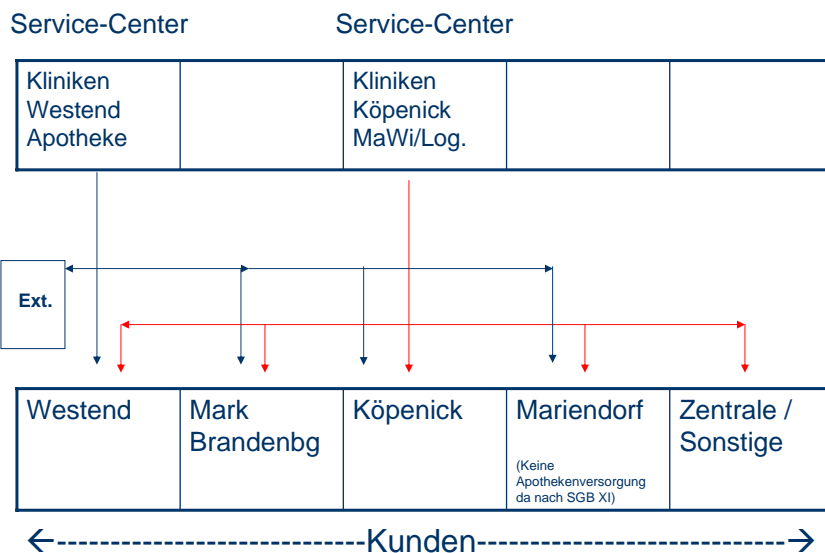 Service-Center Service-Center
Kliniken
Westend
Apotheke
Kliniken
Köpenick
MaWi/Log.
Ext.
Westend
Mark
Brandenbg
Köpenick
Mariendorf
(Keine
Apothekenversorgung
da nach SGB XI)
Zentrale /
Sonstige
←-----------------------Kunden-------------------------→